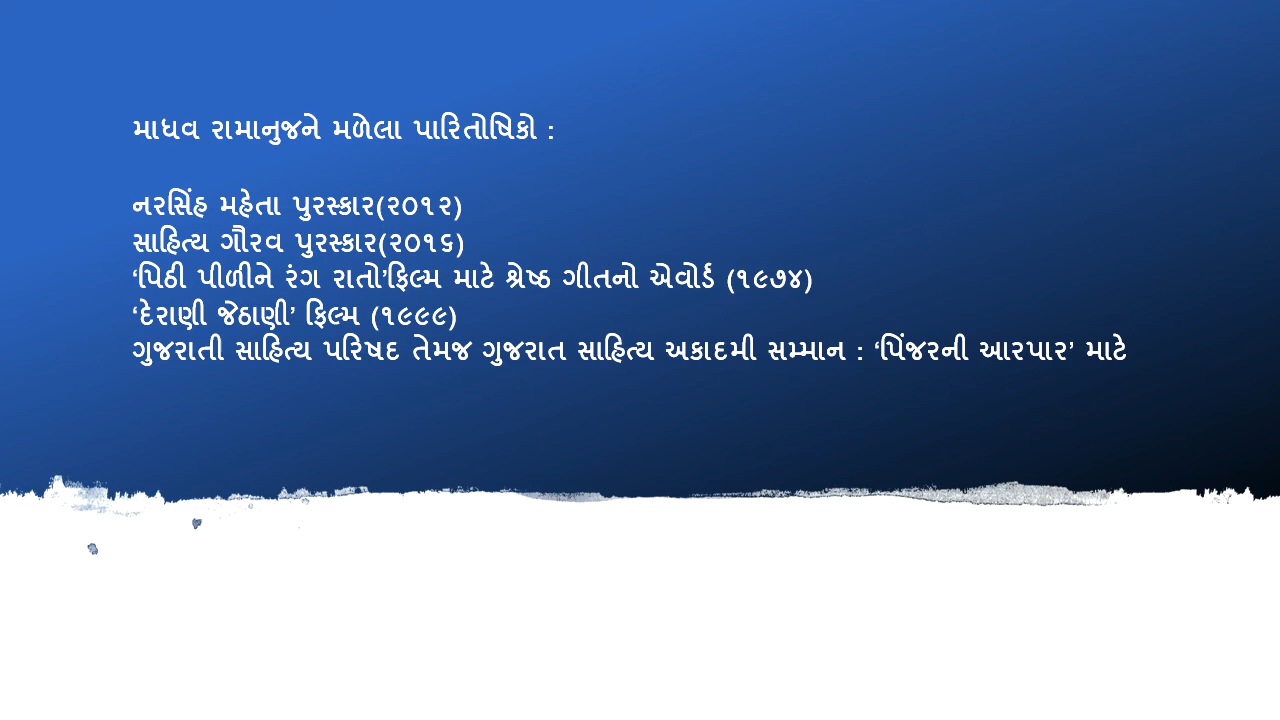 માધવ રામાનુજને મળેલા પારિતોષિકો :
નરસિંહ મહેતા પુરસ્કાર(૨૦૧૨)
સાહિત્ય ગૌરવ પુરસ્કાર(૨૦૧૬)
‘પિઠી પીળીને રંગ રાતો’ફિલ્મ માટે શ્રેષ્ઠ ગીતનો એવોર્ડ (૧૯૭૪)
‘દેરાણી જેઠાણી’ ફિલ્મ (૧૯૯૯)
ગુજરાતી સાહિત્ય પરિષદ તેમજ ગુજરાત સાહિત્ય અકાદમી સમ્માન : ‘પિંજરની આરપાર’ માટે